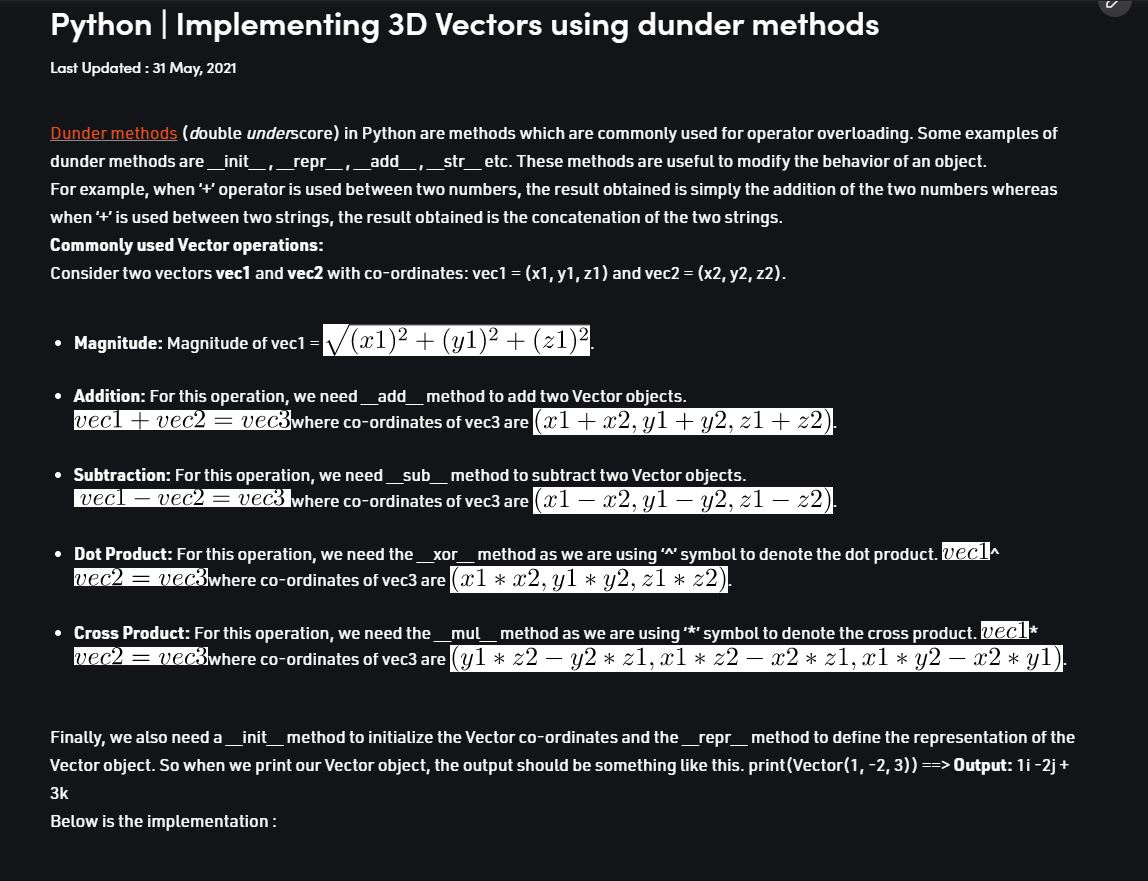 Python | Implementing 3D Vectors using dunder methods
Last Updated : 31 May, 2021
Dunder methods (double underscore) in Python are methods which are commonly used for operator overloading. Some examples of
dunder methods are __init__ , __repr__ , __add__ , __str__ etc. These methods are useful to modify the behavior of an object.
For example, when ‘+’ operator is used between two numbers, the result obtained is simply the addition of the two numbers whereas
when ‘+’ is used between two strings, the result obtained is the concatenation of the two strings.
Commonly used Vector operations:
Consider two vectors vec1 and vec2 with co-ordinates: vec1 = (x1, y1, z1) and vec2 = (x2, y2, z2).
• Magnitude: Magnitude of vec1 = √(x1)² + (y1)² + (z1)².
• Addition: For this operation, we need __add__ method to add two Vector objects.
vec1 + vec2 = vec3 where co-ordinates of vec3 are (x1 + x2, y1 + y2, z1 + z2).
• Subtraction: For this operation, we need __sub__ method to subtract two Vector objects.
vec1 − vec2 = vec3 where co-ordinates of vec3 are (x1 − x2, y1 − y2, z1 − z2).
• Dot Product: For this operation, we need the __xor__ method as we are using ‘^’ symbol to denote the dot product. vec1^
vec2 = vec3 where co-ordinates of vec3 are (x1 * x2, y1 * y2, z1 * z2).
• Cross Product: For this operation, we need the __mul__ method as we are using ‘*’ symbol to denote the cross product. vec1*
vec2 = vec3 where co-ordinates of vec3 are (y1 * z2 − y2 * z1, x1 * z2 − x2 * z1, x1 * y2 − x2 * y1).
Finally, we also need a __init__ method to initialize the Vector co-ordinates and the __repr__ method to define the representation of the
Vector object. So when we print our Vector object, the output should be something like this. print(Vector(1, -2, 3)) ==> Output: 1i -2j +
3k
Below is the implementation :